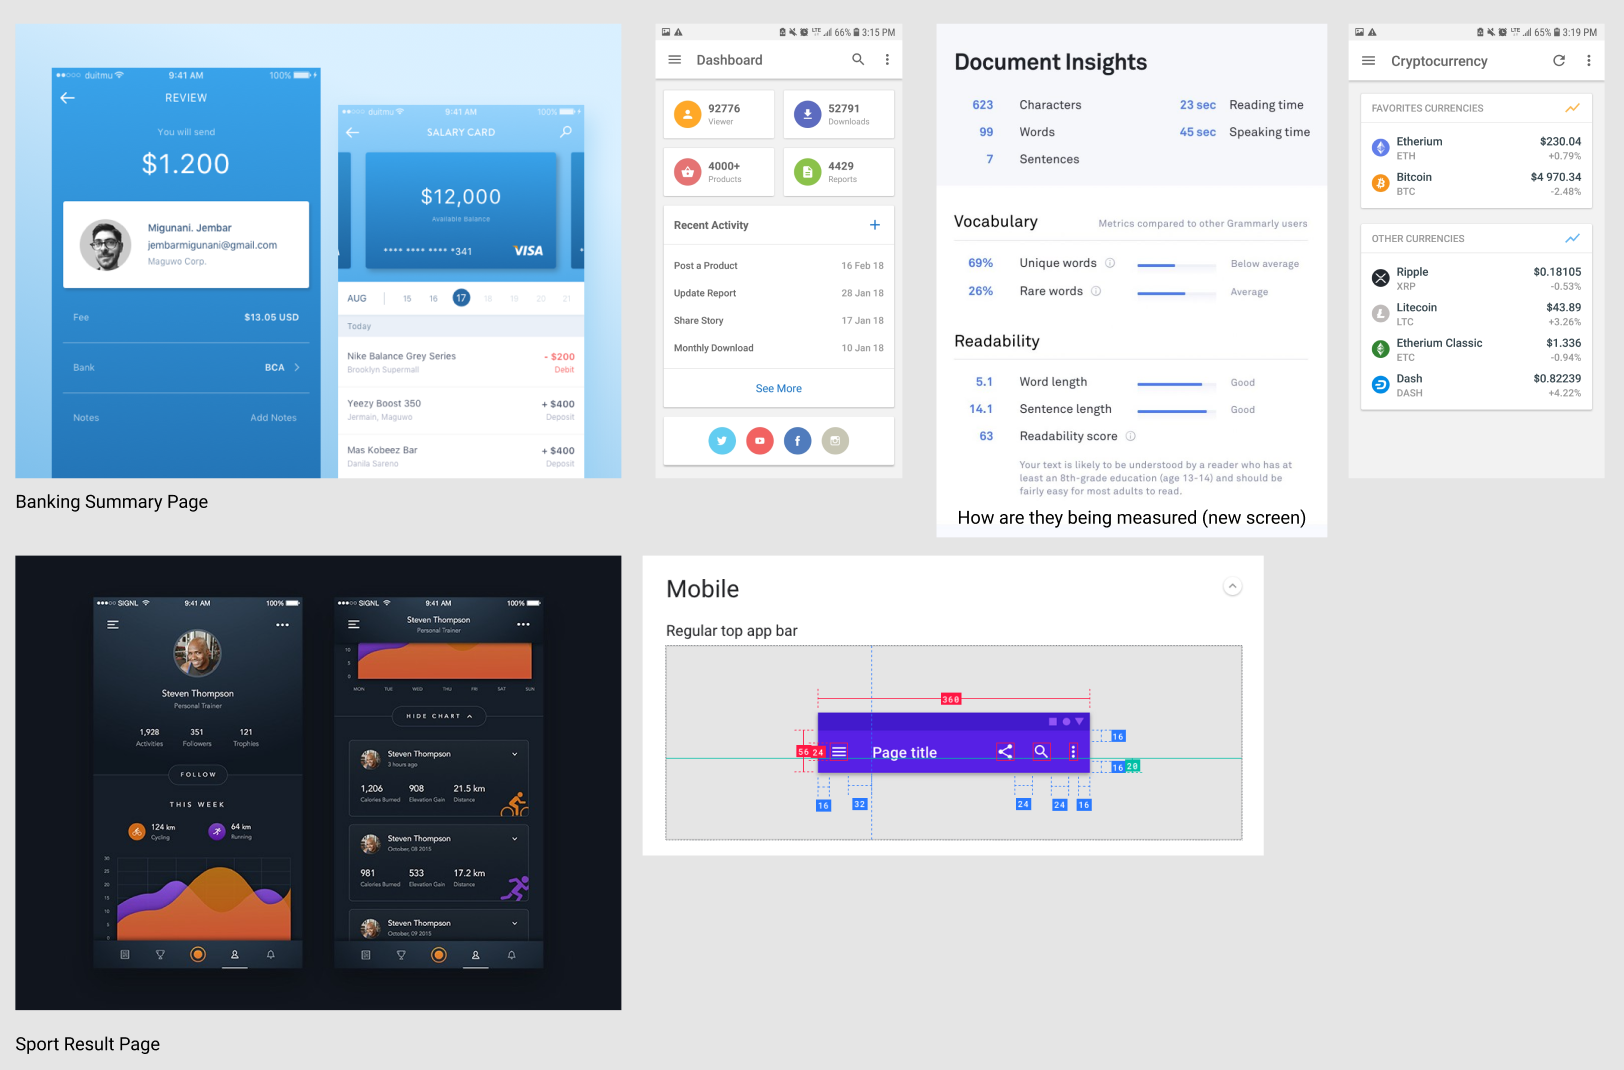 duitmu
9:41 AM
100%
REVIEW
You will send
$1.200
Migunani. Jembar
jembarmigunani@gmail.com
Maguwo Corp.
Fee
$13.05 USD
Bank
BCA
Notes
Add Notes
duitmu
9:41 AM
100%
SALARY CARD
$12,000
Available Balance
**** **** **** *341
VISA
AUG
15 16 17 18 19 20 21
Today
Nike Balance Grey Series
- $200
Brooklyn Supermall
Debit
Yeezy Boost 350
+ $400
Jermain, Maguwo
Deposit
Mas Kobeez Bar
+ $400
Danila Sareno
Deposit
Banking Summary Page
LTE 66% 3:15 PM
Dashboard
92776
Viewer
52791
Downloads
4000+
Products
4429
Reports
Recent Activity
+
Post a Product
16 Feb 18
Update Report
28 Jan 18
Share Story
17 Jan 18
Monthly Download
10 Jan 18
See More
Document Insights
623 Characters
23 sec Reading time
99 Words
45 sec Speaking time
7 Sentences
Vocabulary
Metrics compared to other Grammarly users
69% Unique words
Below average
26% Rare words
Average
Readability
5.1 Word length
Good
14.1 Sentence length
Good
63 Readability score
Your text is likely to be understood by a reader who has at
least an 8th-grade education (age 13-14) and should be
fairly easy for most adults to read.
How are they being measured (new screen)
LTE 65% 3:19 PM
Cryptocurrency
FAVORITES CURRENCIES
Etherium
$230.04
ETH
+0.79%
Bitcoin
$4 970.34
BTC
-2.48%
OTHER CURRENCIES
Ripple
$0.18105
XRP
-0.53%
Litecoin
$43.89
LTC
+3.26%
Etherium Classic
$1.336
ETC
-0.94%
Dash
$0.82239
DASH
+4.22%
SIGNL
9:41 AM
100%
Steven Thompson
Personal Trainer
1,928
Activities
351
Followers
121
Trophies
FOLLOW
THIS WEEK
124 km
Cycling
64 km
Running
30
25
20
15
10
5
0
SIGNL
9:41 AM
100%
Steven Thompson
Personal Trainer
10
5
0
MON TUE WED THU FRI SAT SUN
HIDE CHART
Steven Thompson
3 hours ago
1,206
Calories Burned
908
Elevation Gain
21.5 km
Distance
Steven Thompson
October, 08 2015
981
Calories Burned
533
Elevation Gain
17.2 km
Distance
Steven Thompson
October, 09 2015
Sport Result Page
Mobile
Regular top app bar
360
56 24
Page title
16
16 20
16 32 24 24 16